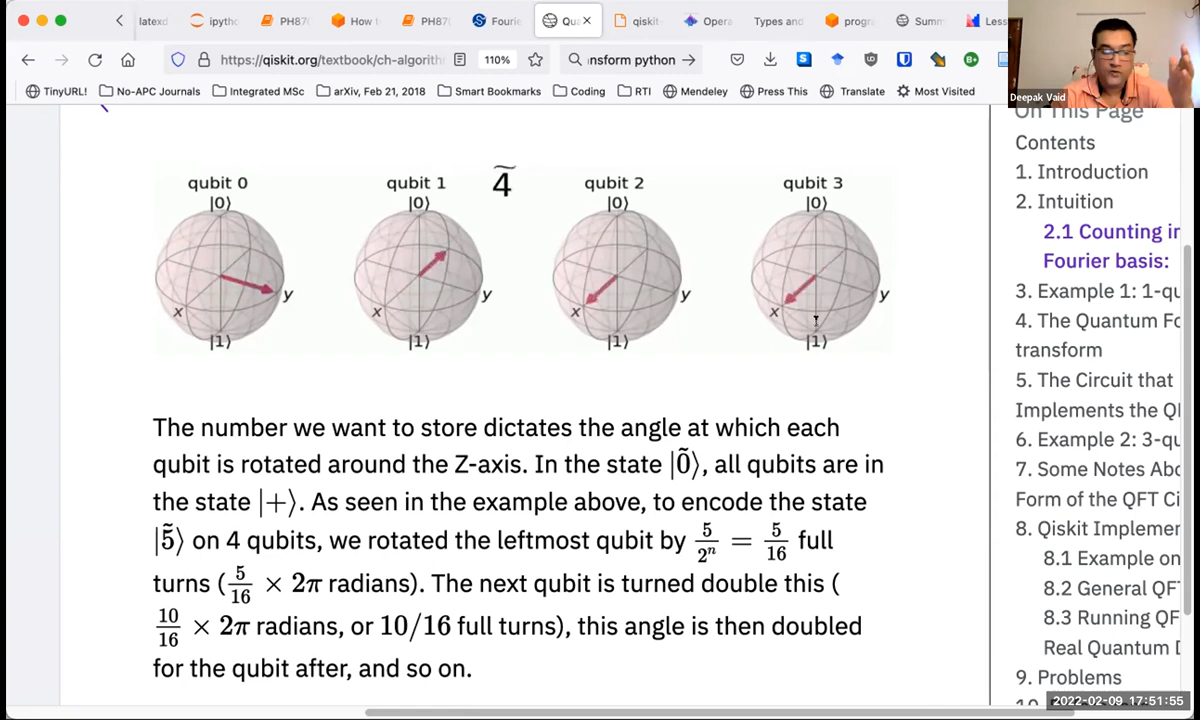 latexd
ipyth
PH87(
How t
PH87(
Fourie
Qua
qiskit-
Opera
Types and
progra
Summ
Less
https://qiskit.org/textbook/ch-algorith
110%
nsform python
TinyURL!
No-APC Journals
Integrated MSc
arXiv, Feb 21, 2018
Smart Bookmarks
Coding
RTI
Mendeley
Press This
Translate
Most Visited
Deepak Vaid
4̃
qubit 0
qubit 1
qubit 2
qubit 3
|0⟩
|0⟩
|0⟩
|0⟩
x
y
x
y
x
y
x
y
|1⟩
|1⟩
|1⟩
|1⟩
The number we want to store dictates the angle at which each
qubit is rotated around the Z-axis. In the state |0̃⟩, all qubits are in
the state |+⟩. As seen in the example above, to encode the state
|5̃⟩ on 4 qubits, we rotated the leftmost qubit by 5/2ⁿ = 5/16 full
turns (5/16 × 2π radians). The next qubit is turned double this (
10/16 × 2π radians, or 10/16 full turns), this angle is then doubled
for the qubit after, and so on.
On This Page
Contents
1. Introduction
2. Intuition
2.1 Counting in
Fourier basis:
3. Example 1: 1-qu
4. The Quantum Fo
transform
5. The Circuit that
Implements the Q
6. Example 2: 3-qu
7. Some Notes Abo
Form of the QFT Ci
8. Qiskit Implemen
8.1 Example on
8.2 General QF
8.3 Running QF
Real Quantum D
9. Problems
2022-02-09 17:51:55